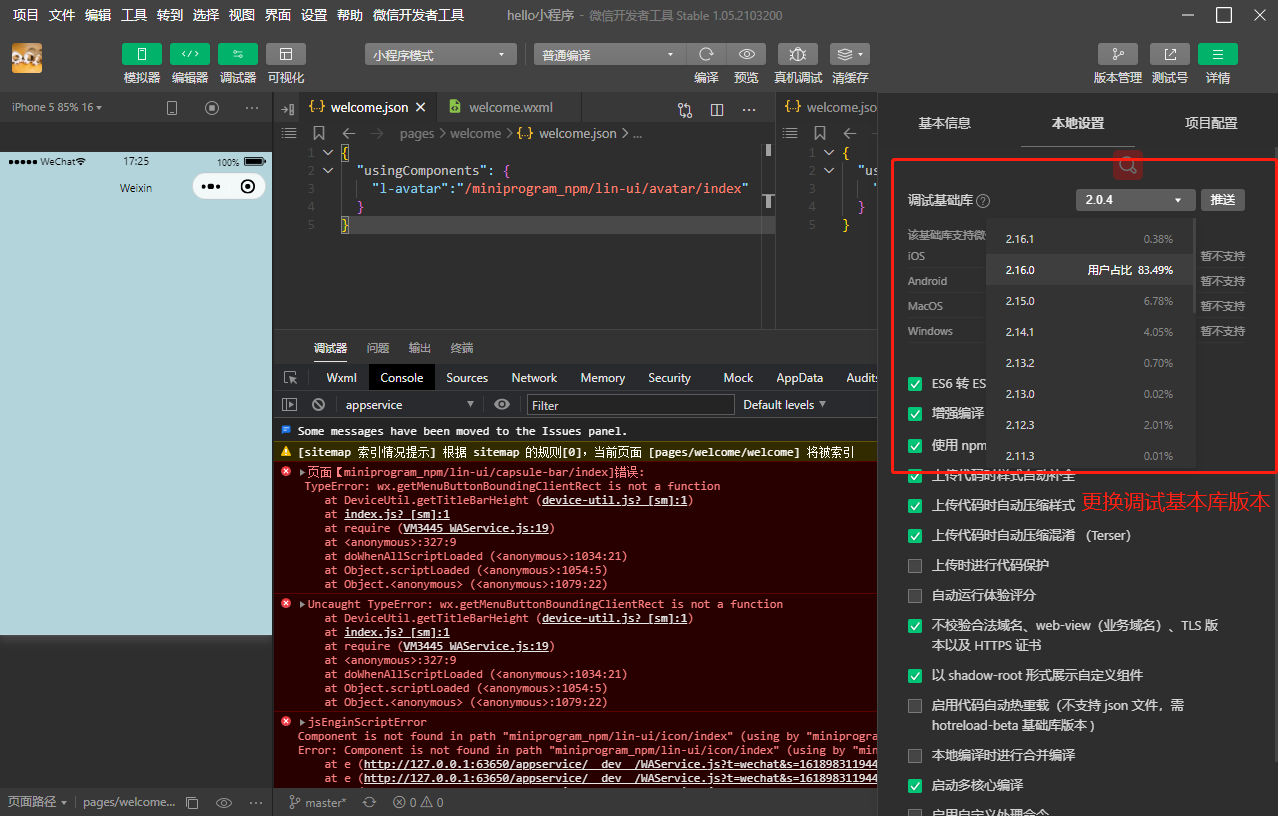 项目 文件 编辑 工具 转到 选择 视图 界面 设置 帮助 微信开发者工具 hello小程序 - 微信开发者工具 Stable 1.05.2103200
小程序模式 普通编译
模拟器 编辑器 调试器 可视化 编译 预览 真机调试 清缓存 版本管理 测试号 详情
iPhone 5 85% 16
WeChat 17:25 100%
Weixin
welcome.json welcome.wxml
pages > welcome > {..} welcome.json > ...
1 {
2 "usingComponents": {
3 "l-avatar":"/miniprogram_npm/lin-ui/avatar/index"
4 }
5 }
welcome.jso
1 {
2 "us
3 "
4 }
5 }
调试器 问题 输出 终端
Wxml Console Sources Network Memory Security Mock AppData Audits
appservice Filter Default levels
Some messages have been moved to the Issues panel.
[sitemap 索引情况提示] 根据 sitemap 的规则[0],当前页面 [pages/welcome/welcome] 将被索引
页面【miniprogram_npm/lin-ui/capsule-bar/index]错误:
TypeError: wx.getMenuButtonBoundingClientRect is not a function
at DeviceUtil.getTitleBarHeight (device-util.js? [sm]:1)
at index.js? [sm]:1
at require (VM3445 WAService.js:19)
at <anonymous>:327:9
at doWhenAllScriptLoaded (<anonymous>:1034:21)
at Object.scriptLoaded (<anonymous>:1054:5)
at Object.<anonymous> (<anonymous>:1079:22)
Uncaught TypeError: wx.getMenuButtonBoundingClientRect is not a function
at DeviceUtil.getTitleBarHeight (device-util.js? [sm]:1)
at index.js? [sm]:1
at require (VM3445 WAService.js:19)
at <anonymous>:327:9
at doWhenAllScriptLoaded (<anonymous>:1034:21)
at Object.scriptLoaded (<anonymous>:1054:5)
at Object.<anonymous> (<anonymous>:1079:22)
jsEnginScriptError
Component is not found in path "miniprogram_npm/lin-ui/icon/index" (using by "miniprogra
Error: Component is not found in path "miniprogram_npm/lin-ui/icon/index" (using by "min
at e (http://127.0.0.1:63650/appservice/__dev__/WAService.js?t=wechat&s=161898311944
at e (http://127.0.0.1:63650/appservice/__dev__/WAService.js?t=wechat&s=161898311944
基本信息 本地设置 项目配置
调试基础库 2.0.4 推送
该基础库支持微
iOS 暂不支持
Android 暂不支持
MacOS 暂不支持
Windows 暂不支持
2.16.1 0.38%
2.16.0 用户占比 83.49%
2.15.0 6.78%
2.14.1 4.05%
2.13.2 0.70%
2.13.0 0.02%
2.12.3 2.01%
2.11.3 0.01%
ES6 转 ES
增强编译
使用 npm
上传代码时样式自动补全
上传代码时自动压缩样式
更换调试基本库版本
上传代码时自动压缩混淆 (Terser)
上传时进行代码保护
自动运行体验评分
不校验合法域名、web-view（业务域名）、TLS 版
本以及 HTTPS 证书
以 shadow-root 形式展示自定义组件
启用代码自动热重载（不支持 json 文件，需
hotreload-beta 基础库版本 )
本地编译时进行合并编译
启动多核心编译
启用自定义处理命令
页面路径 pages/welcome... master* 0 0